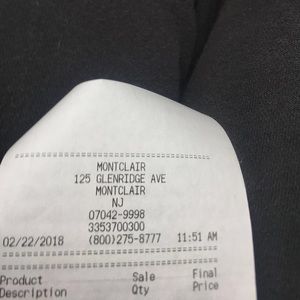 ==============================
MONTCLAIR
125 GLENRIDGE AVE
MONTCLAIR
NJ
07042-9998
3353700300
02/22/2018 (800)275-8777 11:51 AM
==============================
Product Sale Final
Description Qty Price